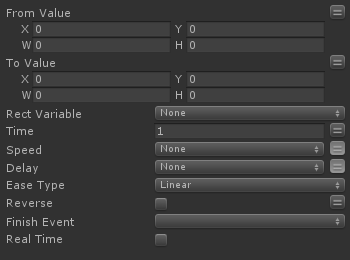 From Value
X 0 Y 0
W 0 H 0
To Value
X 0 Y 0
W 0 H 0
Rect Variable None
Time 1
Speed None
Delay None
Ease Type Linear
Reverse
Finish Event
Real Time